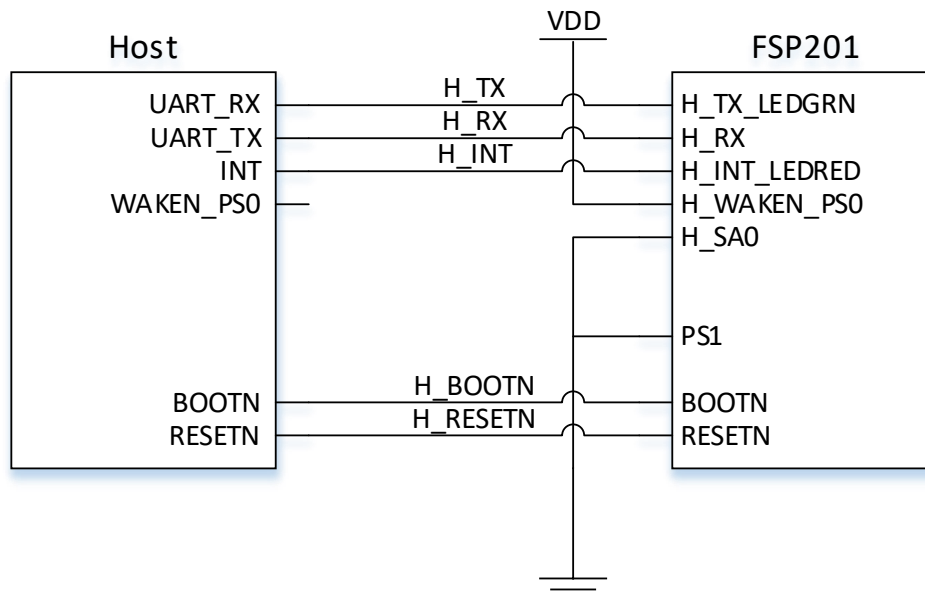 VDD
Host
FSP201
H_TX
UART_RX
H_TX_LEDGRN
H_RX
UART_TX
H_RX
H_INT
INT
H_INT_LEDRED
WAKEN_PS0
H_WAKEN_PS0
H_SA0
PS1
H_BOOTN
BOOTN
BOOTN
H_RESETN
RESETN
RESETN